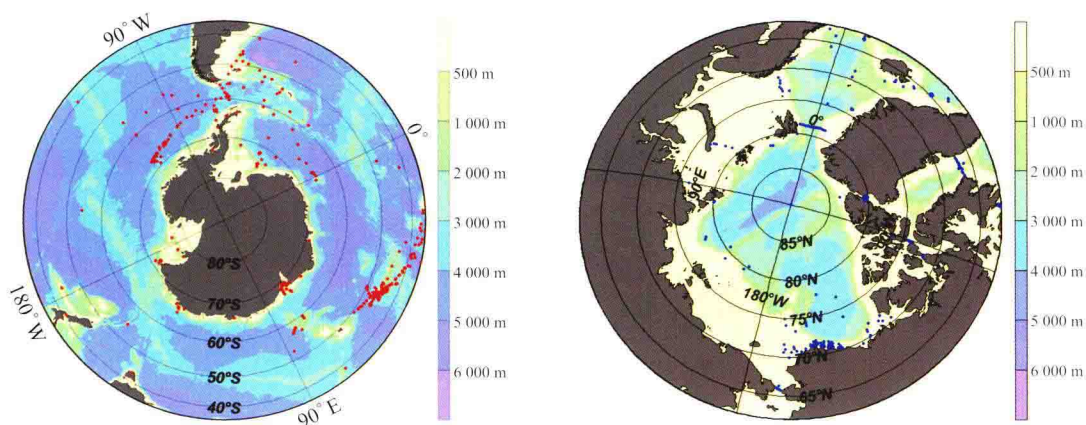 90° W
0°
180° W
90° E
80°S
70°S
60°S
50°S
40°S
500 m
1 000 m
2 000 m
3 000 m
4 000 m
5 000 m
6 000 m
0°
90°E
180°W
85°N
80°N
75°N
70°N
65°N
500 m
1 000 m
2 000 m
3 000 m
4 000 m
5 000 m
6 000 m